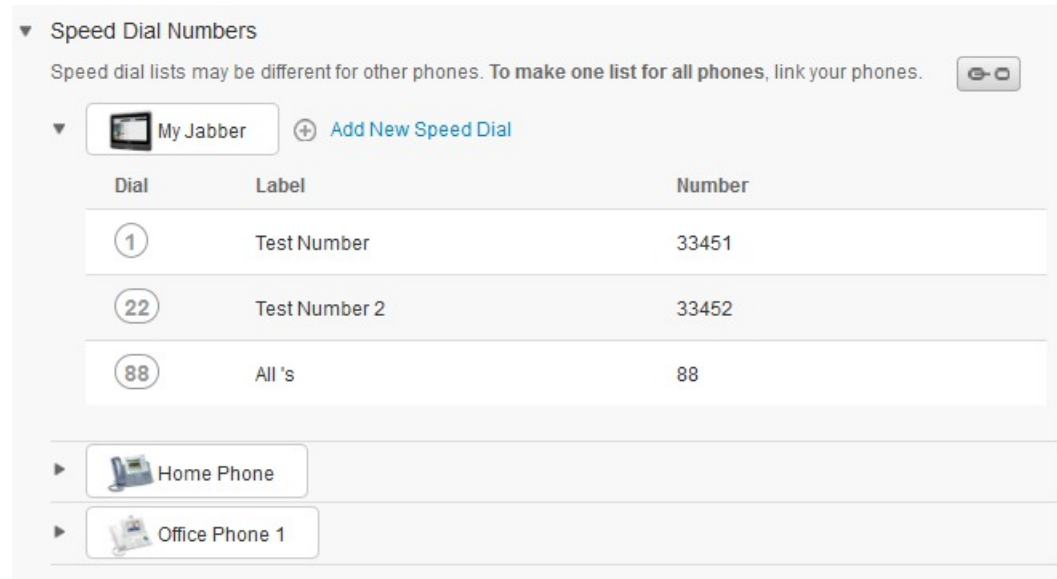 Speed Dial Numbers
Speed dial lists may be different for other phones. To make one list for all phones, link your phones.
My Jabber Add New Speed Dial
Dial Label Number
1 Test Number 33451
22 Test Number 2 33452
88 All 's 88
Home Phone
Office Phone 1